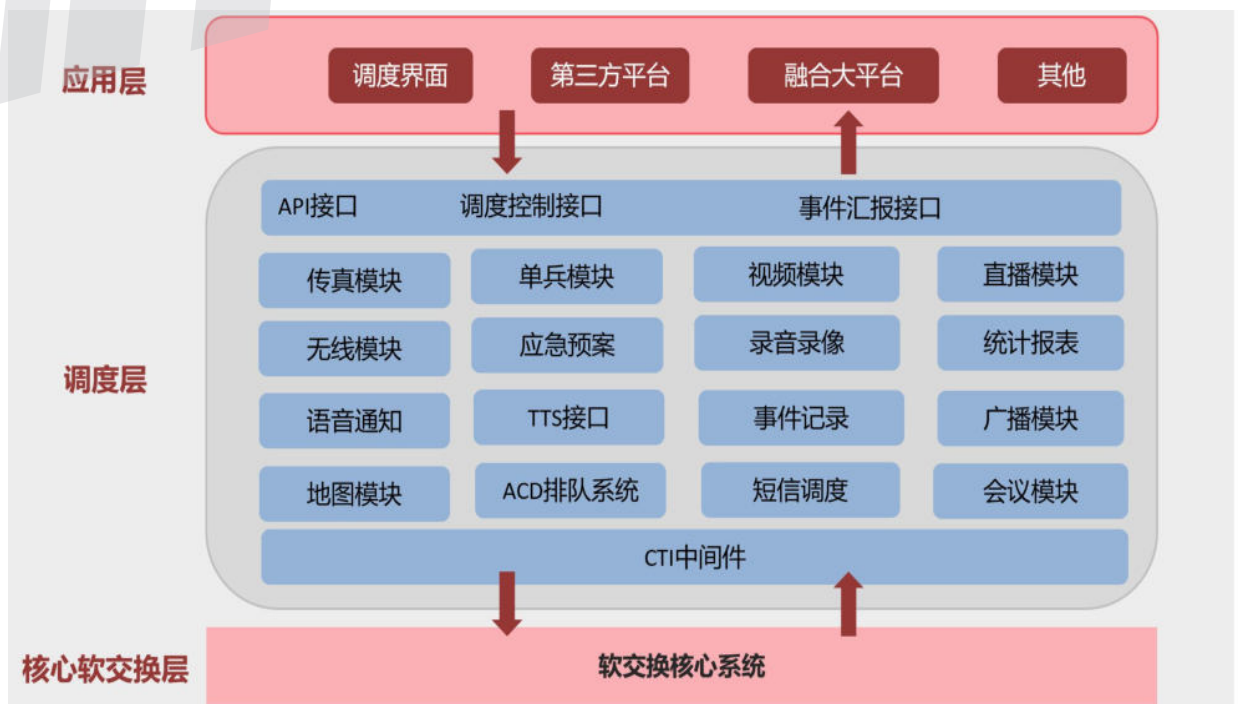 应用层
调度界面 第三方平台 融合大平台 其他
API接口 调度控制接口 事件汇报接口
传真模块 单兵模块 视频模块 直播模块
无线模块 应急预案 录音录像 统计报表
调度层
语音通知 TTS接口 事件记录 广播模块
地图模块 ACD排队系统 短信调度 会议模块
CTI中间件
核心软交换层
软交换核心系统